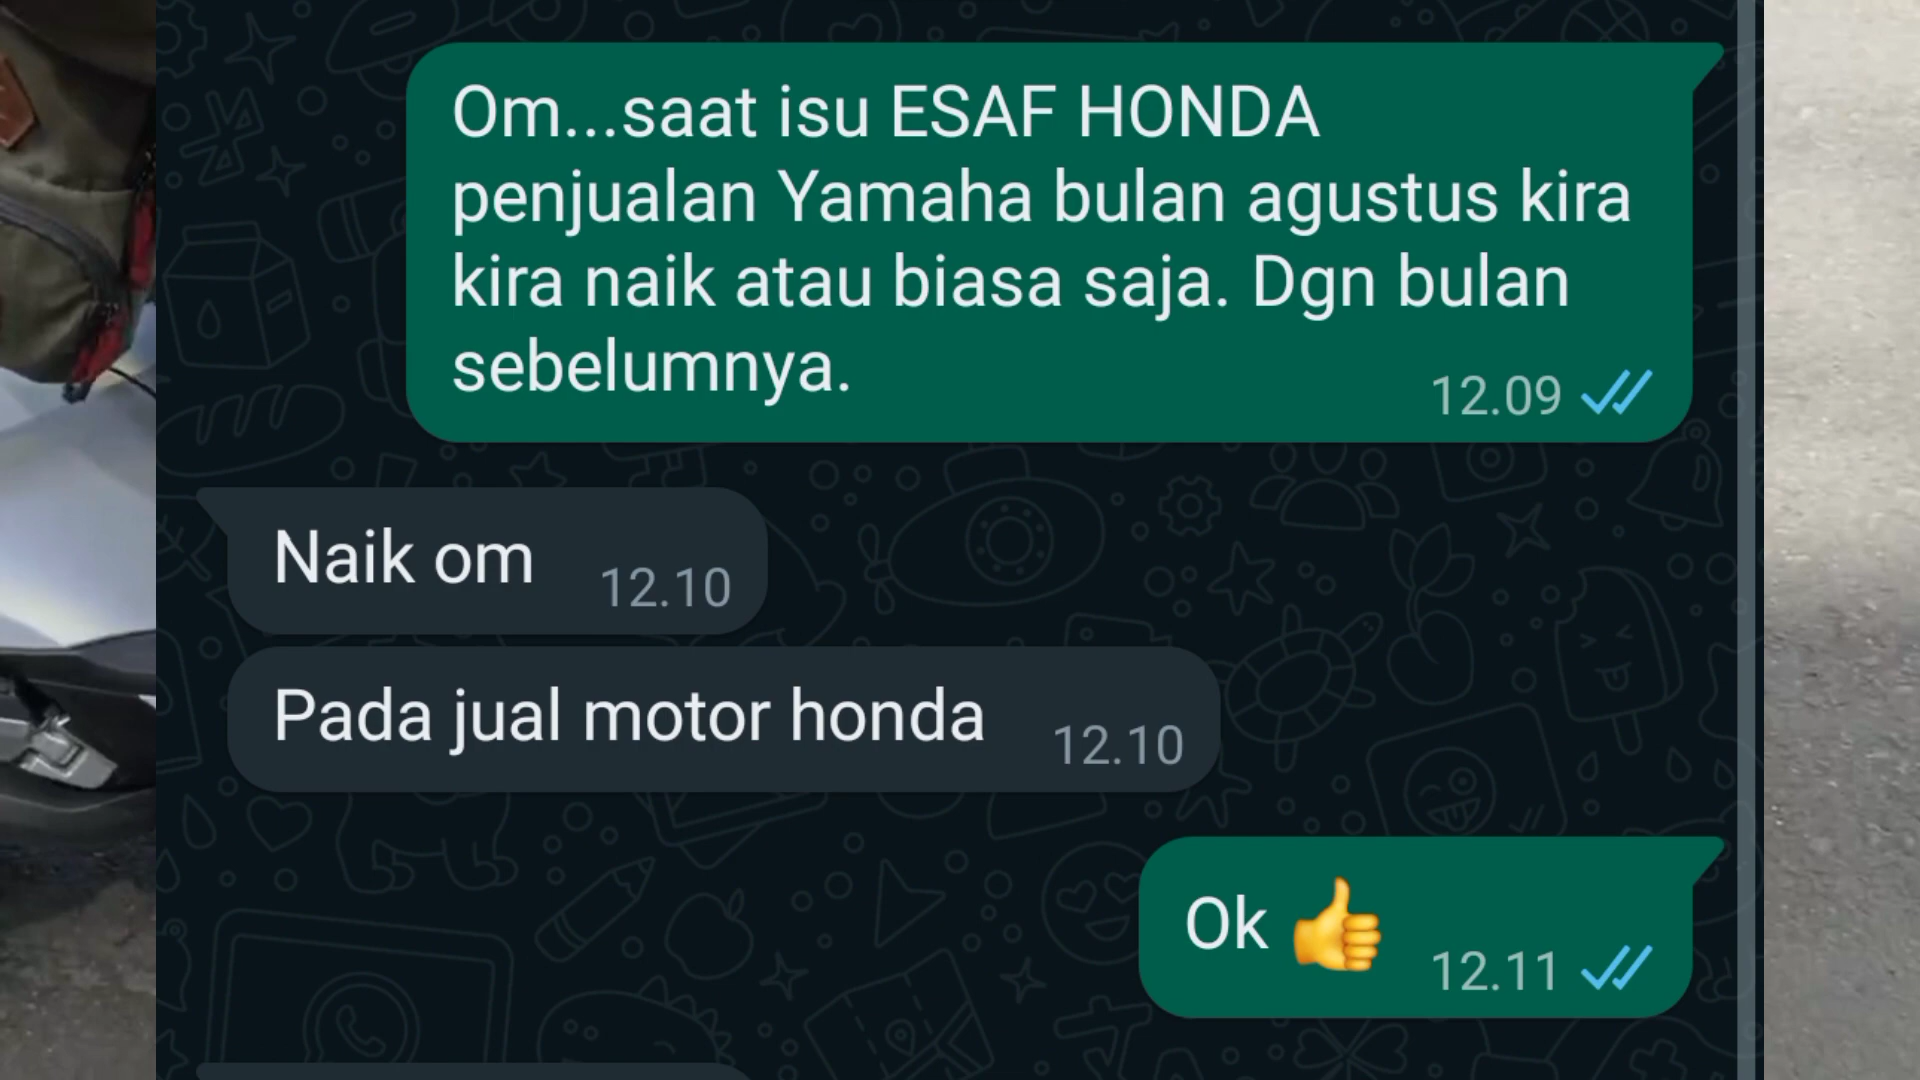 Om...saat isu ESAF HONDA
penjualan Yamaha bulan agustus kira
kira naik atau biasa saja. Dgn bulan
sebelumnya.
12.09
Naik om
12.10
Pada jual motor honda
12.10
Ok 👍
12.11